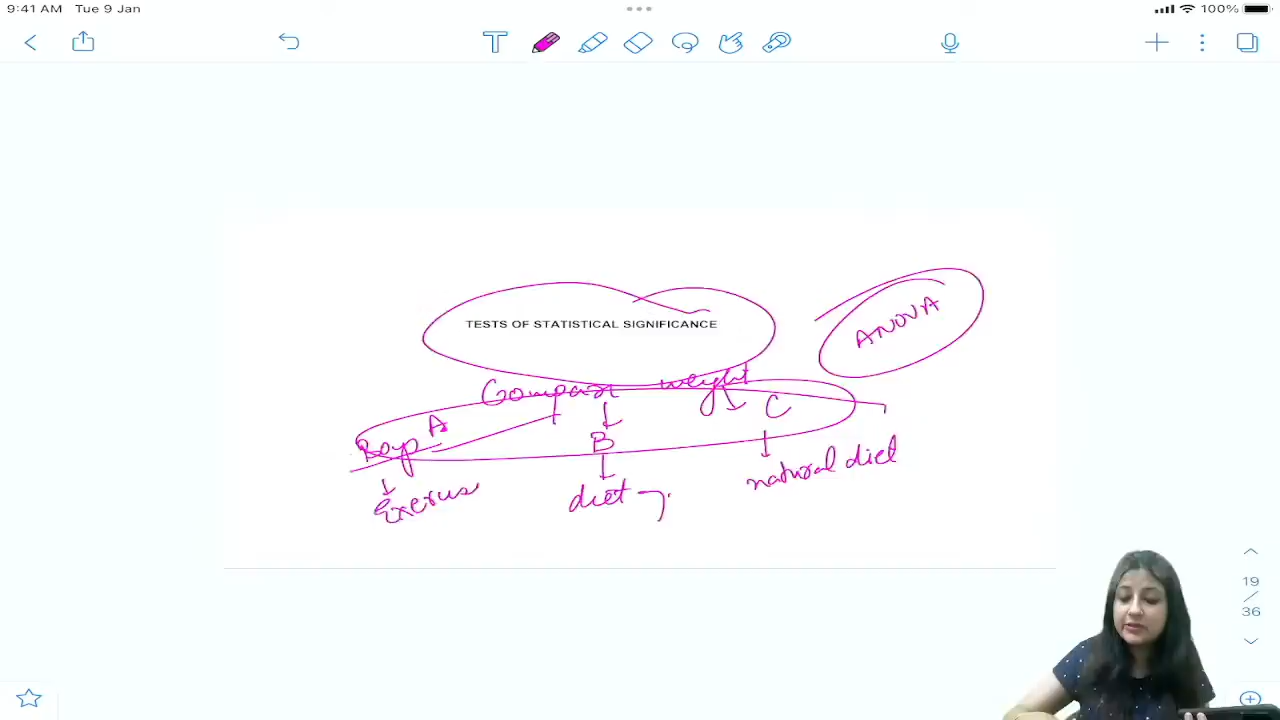 9:41 AM Tue 9 Jan
100%
T
TESTS OF STATISTICAL SIGNIFICANCE
ANOVA
Compare weight
A B C
diet
natural diet
19
/
36